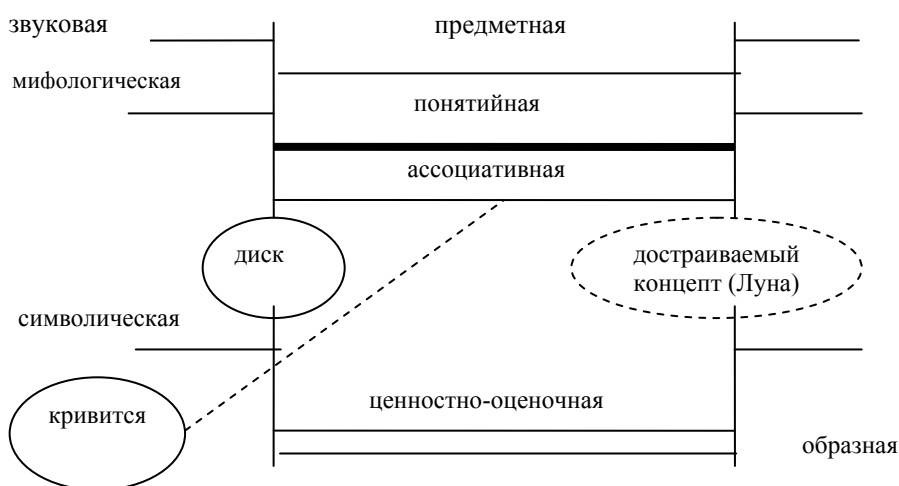 звуковая
предметная
мифологическая
понятийная
ассоциативная
диск
достраиваемый
концепт (Луна)
символическая
ценностно-оценочная
кривится
образная